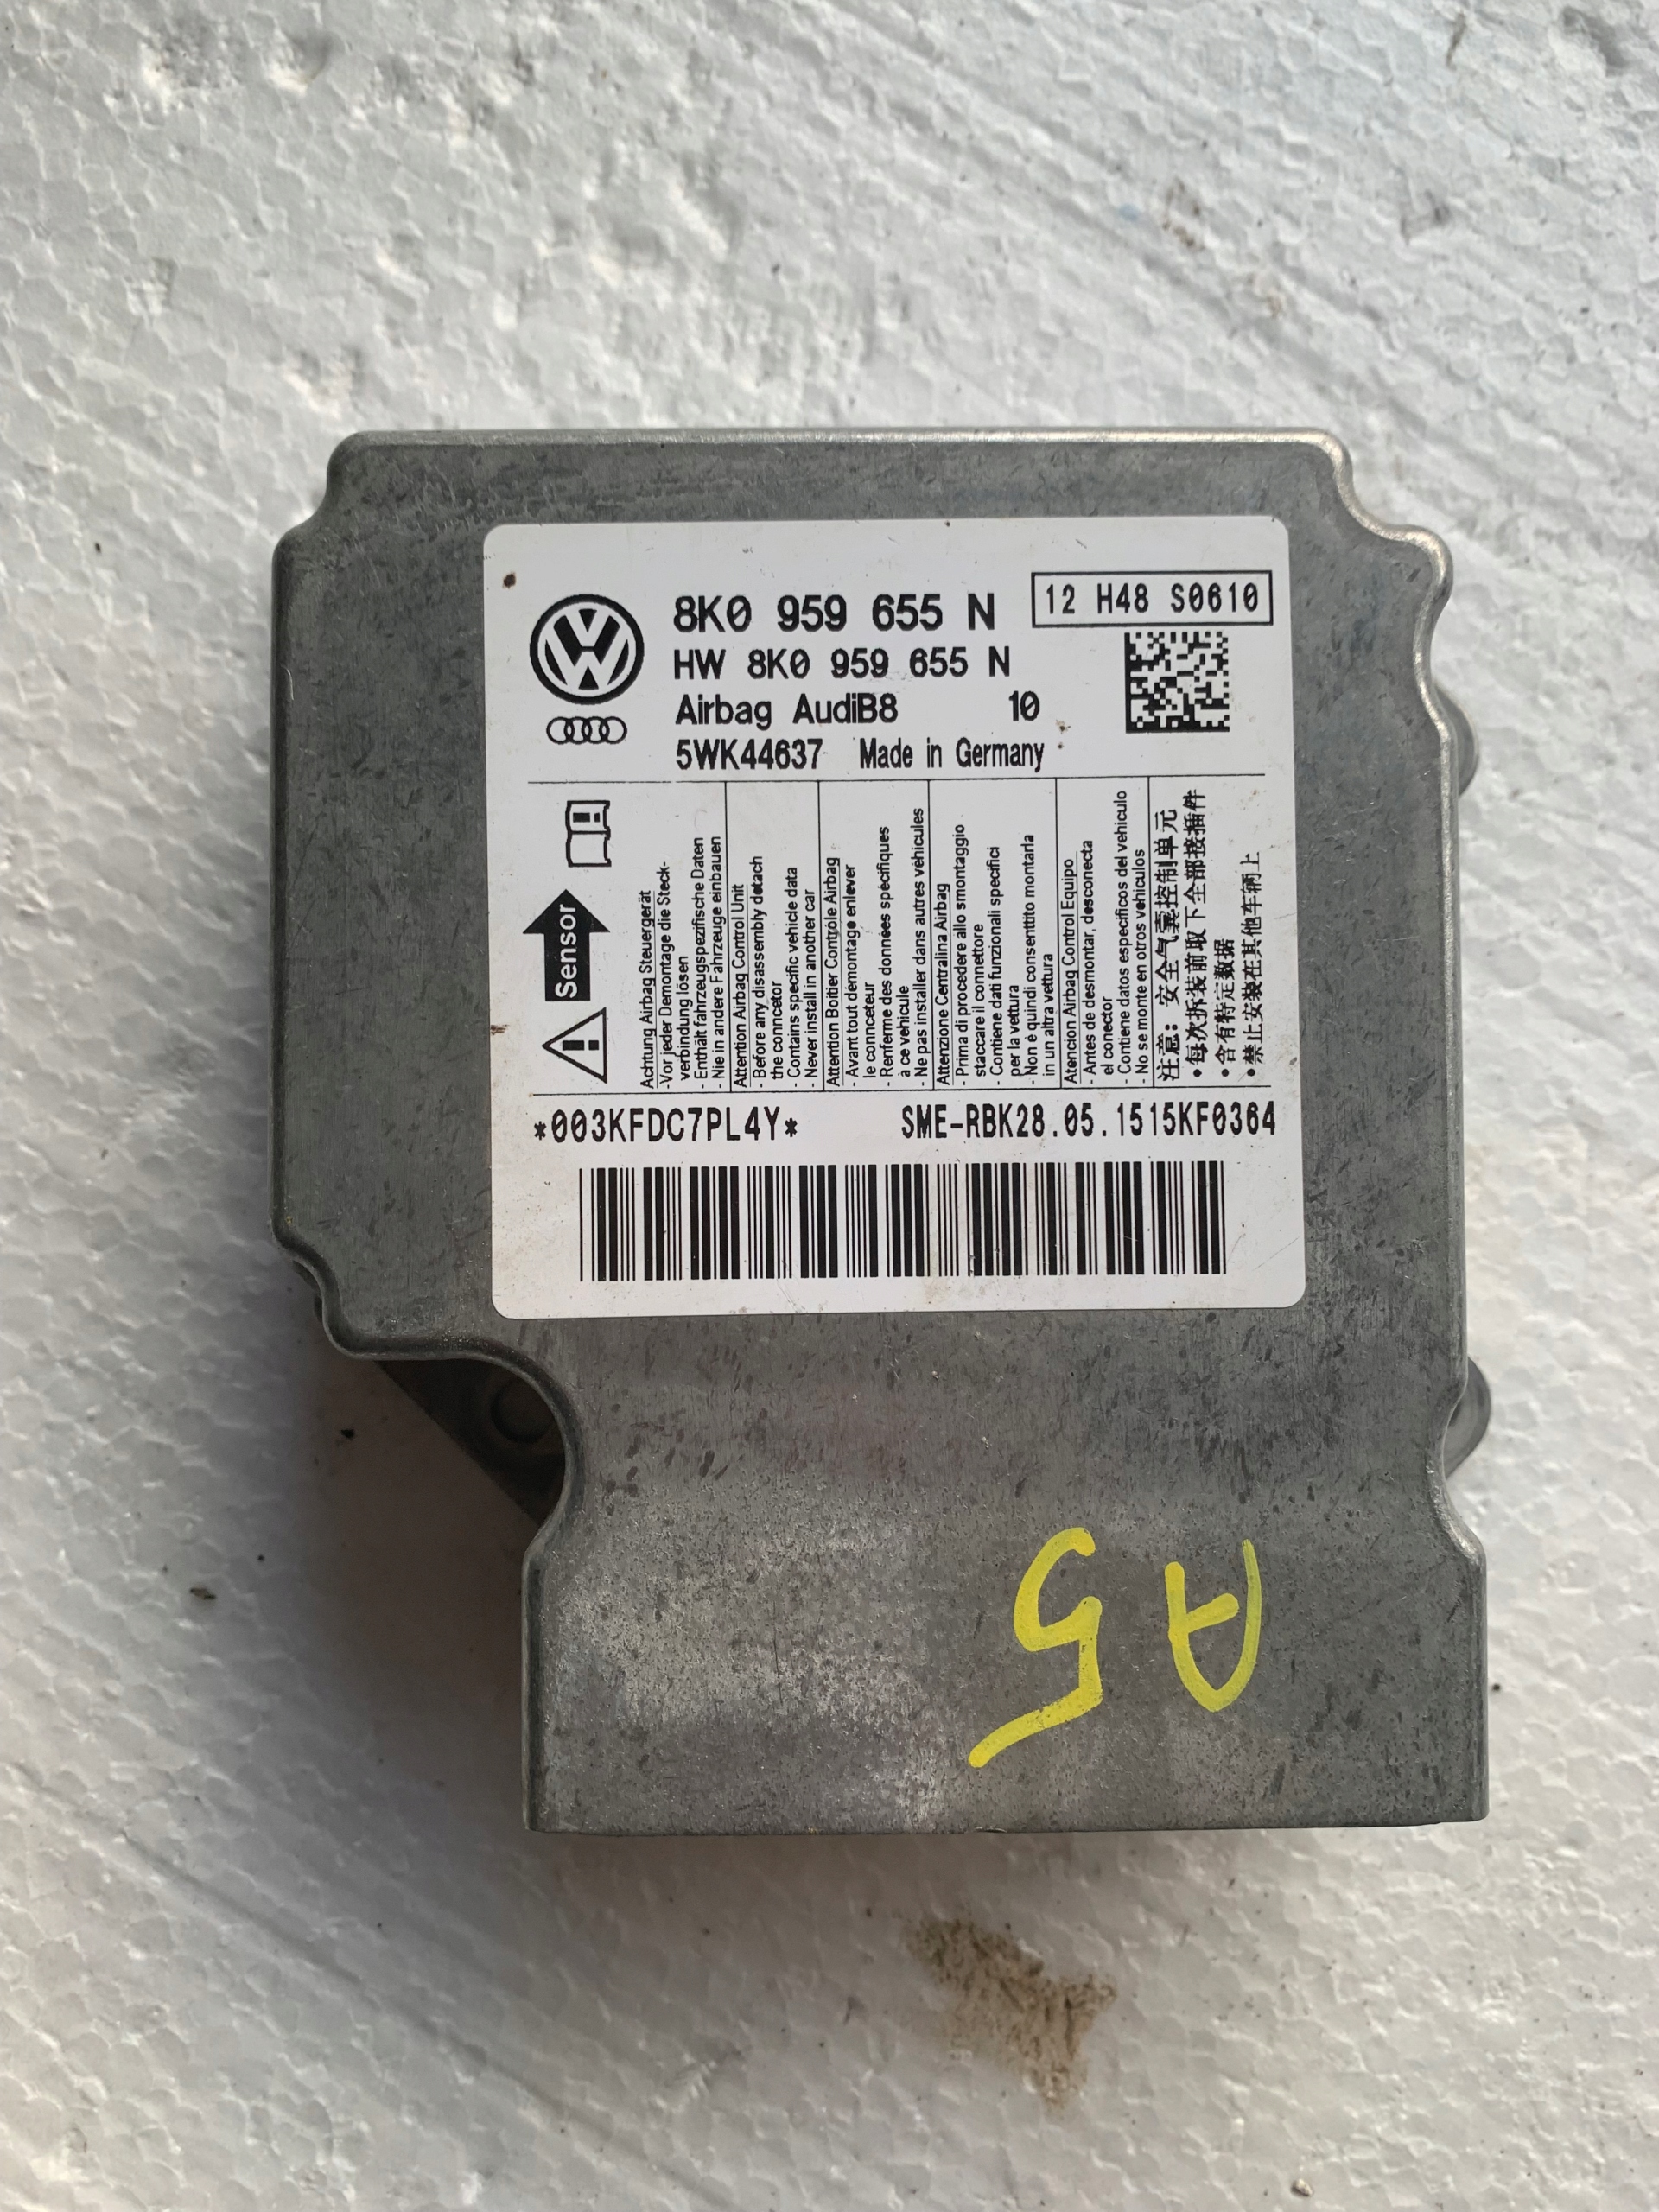 8K0 959 655 N
12 H48 S0610
HW 8K0 959 655 N
Airbag AudiB8 10
5WK44637 Made in Germany
Sensor
Achtung Airbag Steuergerät
-Vor jeder Demontage die Steck-
verbindung lösen
- Enthält fahrzeugspezifische Daten
- Nie in andere Fahrzeuge einbauen
Attention Airbag Control Unit
- Before any disassembly detach
the conncetor
- Contains specific vehicle data
- Never install in another car
Attention Boitier Contrôle Airbag
- Avant tout démontage enlever
le connceteur
- Renferme des données spécifiques
à ce véhicule
- Ne pas installer dans autres véhicules
Attenzione Centralina Airbag
- Prima di procedere allo smontaggio
staccare il connettore
- Contiene dati funzionali specifici
per la vettura
- Non è quindi consentito montarla
in un altra vettura
Atencion Airbag Control Equipo
- Antes de desmontar, desconecta
el conector
- Contiene datos especificos del vehiculo
- No se monte en otros vehiculos
注意：安全气囊控制单元
•每次拆装前取下全部接插件
•含有特定数据
•禁止安装在其他车辆上
*003KFDC7PL4Y*
SME-RBK28.05.1515KF0364
A5